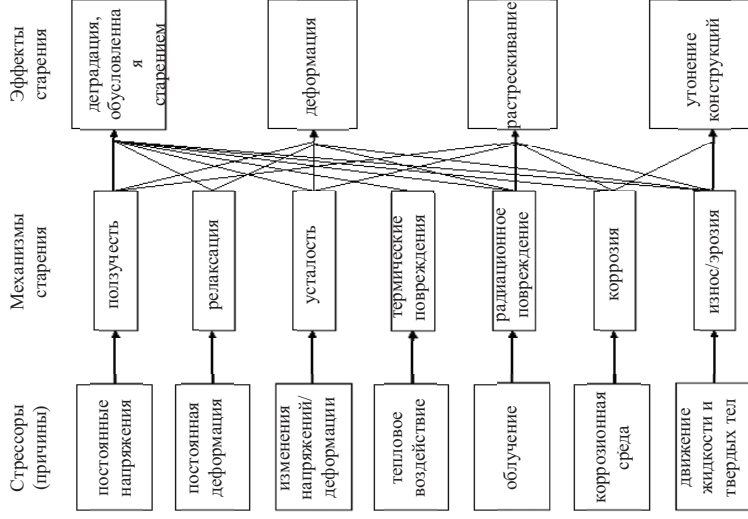 Стрессоры
(причины)
Механизмы
старения
Эффекты
старения
постоянные
напряжения
постоянная
деформация
изменения
напряжений/
деформации
тепловое
воздействие
облучение
коррозионная
среда
движение
жидкости и
твердых тел
ползучесть
релаксация
усталость
термические
повреждения
радиационное
повреждение
коррозия
износ/эрозия
деградация,
обусловленна
я
старением
деформация
растрескивание
утонение
конструкций